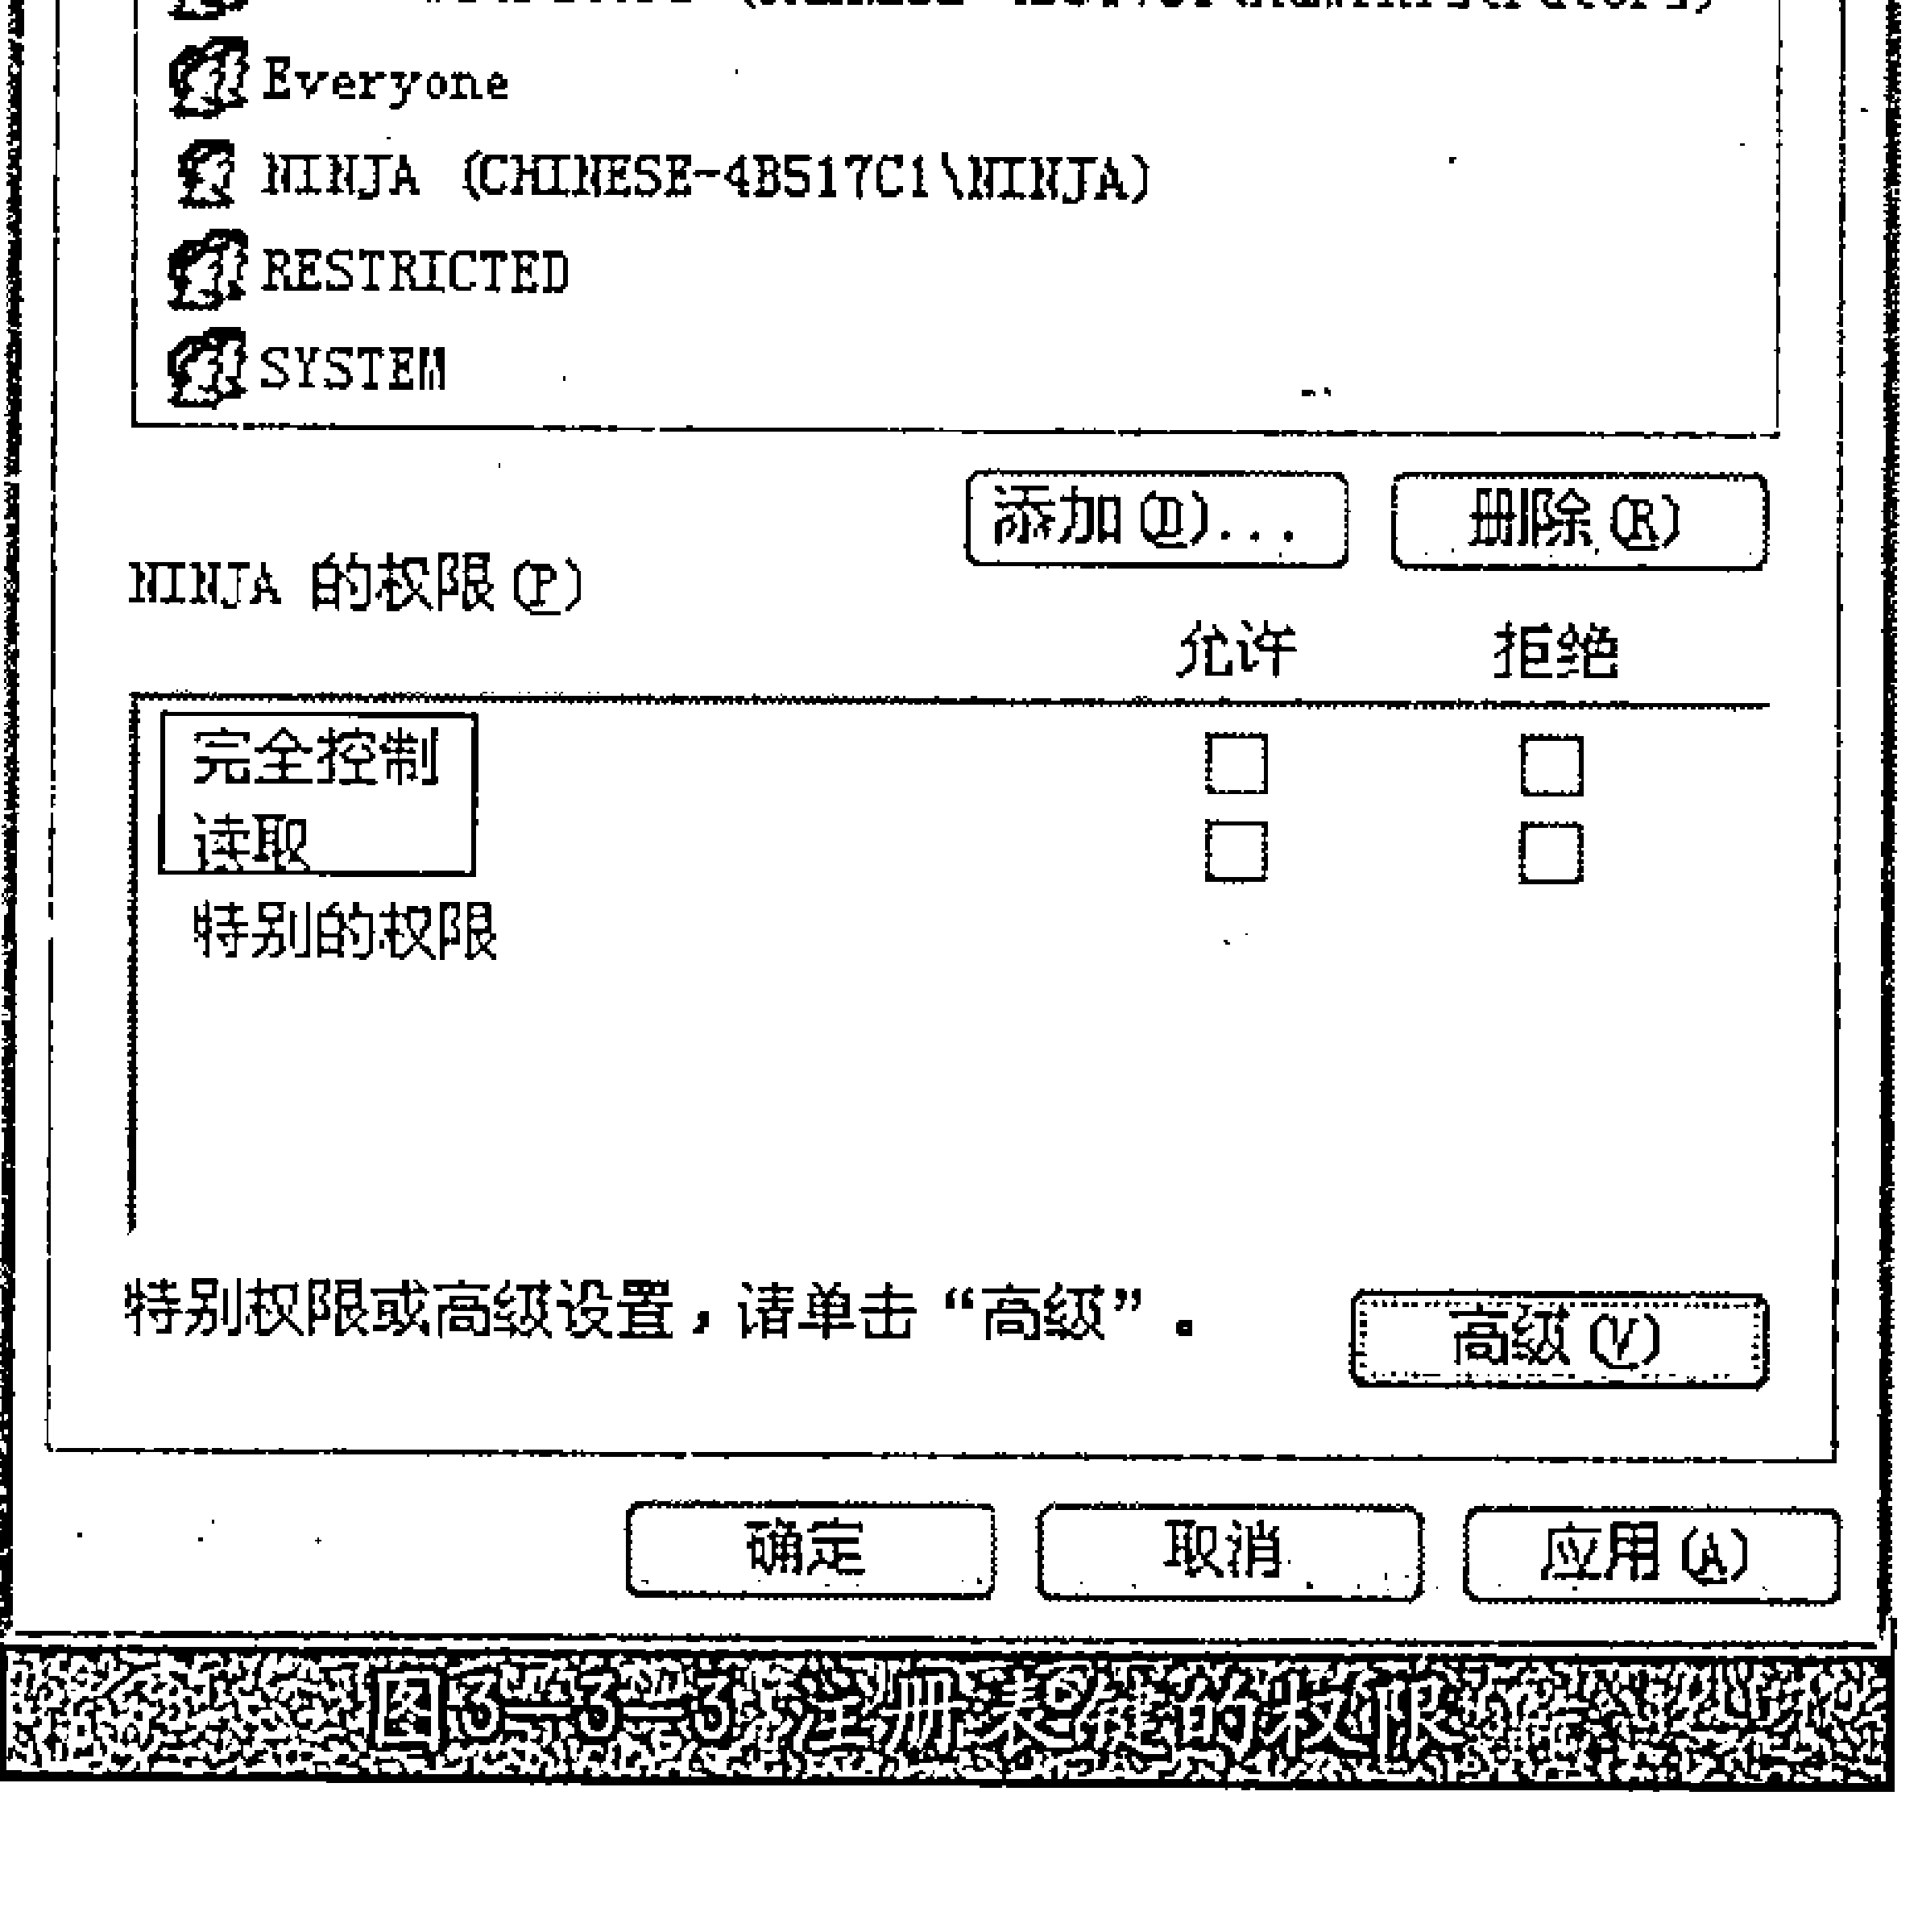 Everyone
NINJA (CHINESE-4B517C1\NINJA)
RESTRICTED
SYSTEM
添加(D)... 删除(R)
NINJA 的权限(P)
允许 拒绝
完全控制
读取
特别的权限
特别权限或高级设置，请单击“高级”。
高级(V)
确定 取消 应用(A)
图3—3—3 注册表键的权限